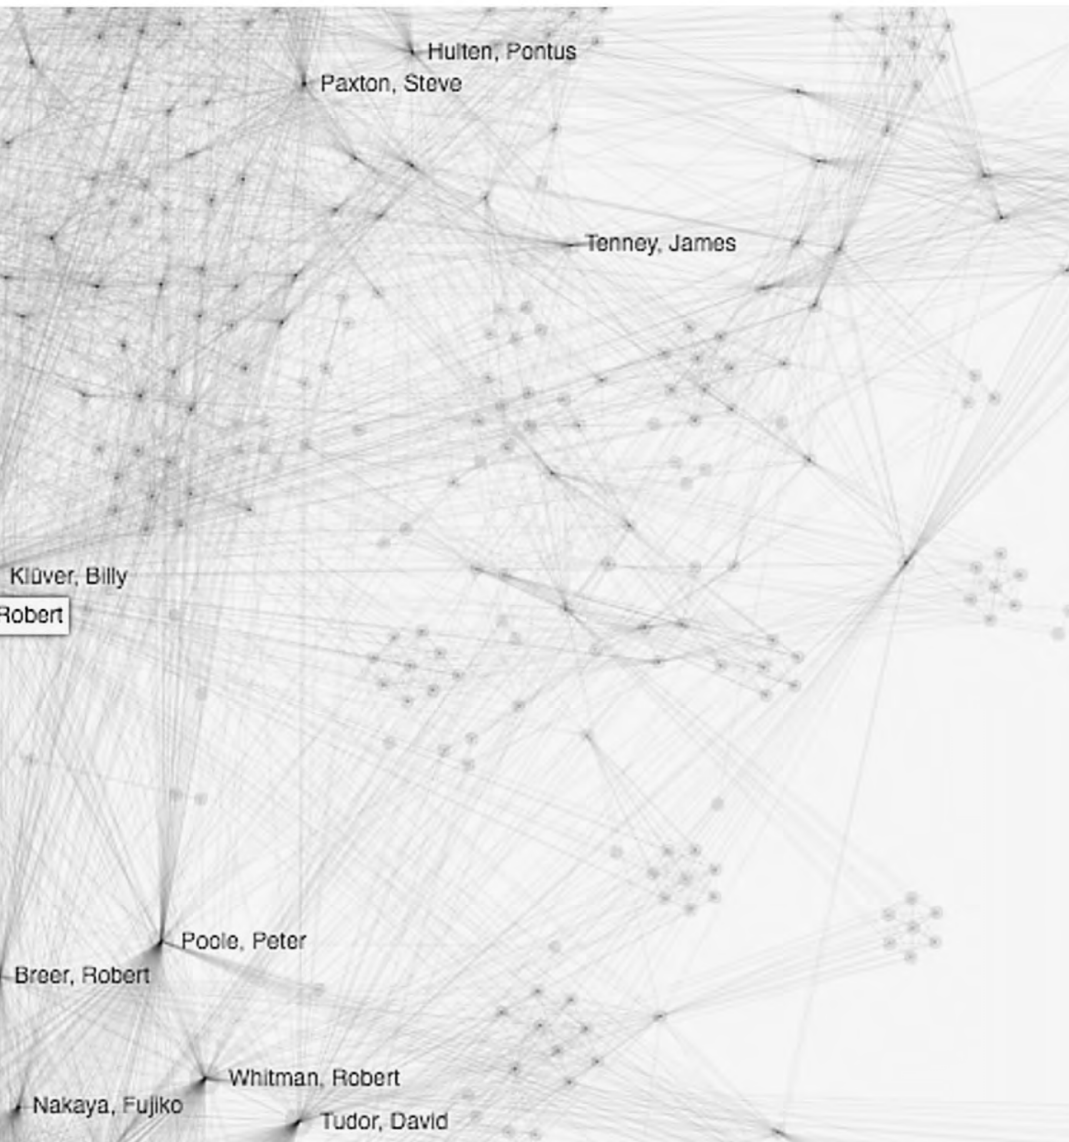 Hulten, Pontus
Paxton, Steve
Tenney, James
Klüver, Billy
Robert
Poole, Peter
Breer, Robert
Whitman, Robert
Nakaya, Fujiko
Tudor, David